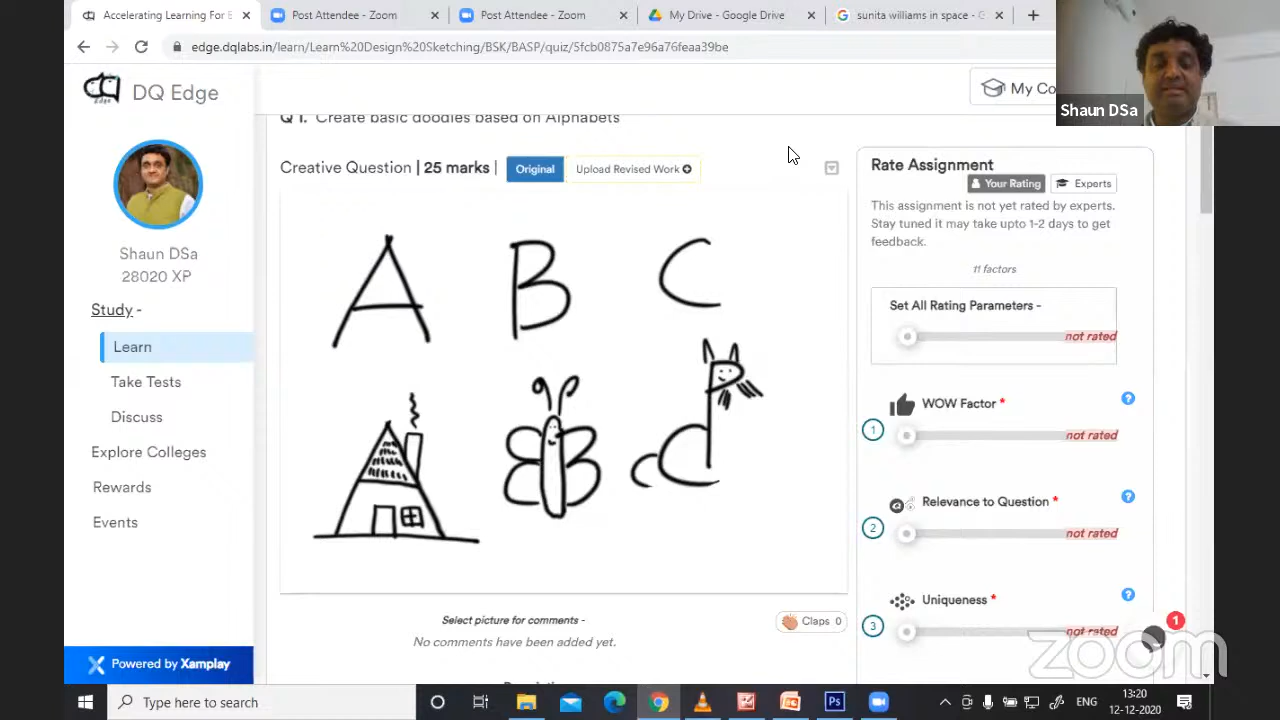 Accelerating Learning For E
Post Attendee - Zoom
Post Attendee - Zoom
My Drive - Google Drive
sunita williams in space - G
edge.dqlabs.in/learn/Learn%20Design%20Sketching/BSK/BASP/quiz/5fcb0875a7e96a76feaa39be
DQ Edge
My Co
Shaun DSa
Q 1. Create basic doodles based on Alphabets
Creative Question | 25 marks |
Original
Upload Revised Work
Rate Assignment
Your Rating
Experts
This assignment is not yet rated by experts.
Stay tuned it may take upto 1-2 days to get
feedback.
11 factors
Set All Rating Parameters -
not rated
WOW Factor *
1
not rated
Relevance to Question *
2
not rated
Uniqueness *
3
not rated
Shaun DSa
28020 XP
Study -
Learn
Take Tests
Discuss
Explore Colleges
Rewards
Events
A B C
Select picture for comments -
No comments have been added yet.
Claps 0
Powered by Xamplay
1
zoom
Type here to search
ENG
13:20
12-12-2020